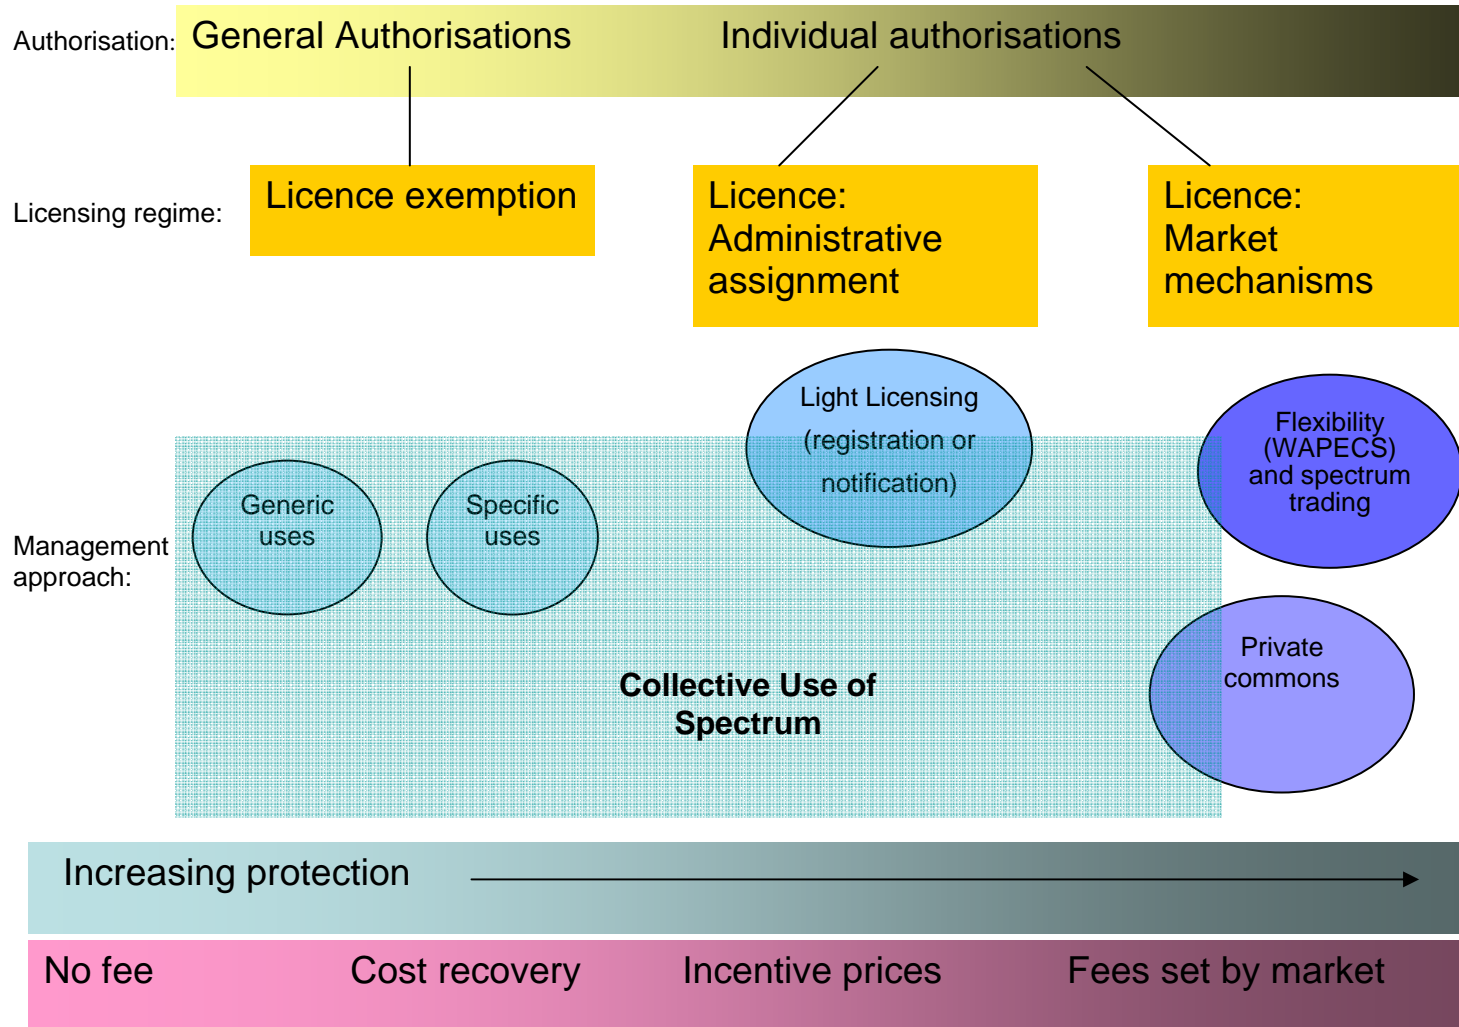 Authorisation: General Authorisations Individual authorisations
Licensing regime:
Licence exemption
Licence:
Administrative
assignment
Licence:
Market
mechanisms
Management
approach:
Generic
uses
Specific
uses
Light Licensing
(registration or
notification)
Flexibility
(WAPECS)
and spectrum
trading
Private
commons
Collective Use of
Spectrum
Increasing protection
No fee Cost recovery Incentive prices Fees set by market